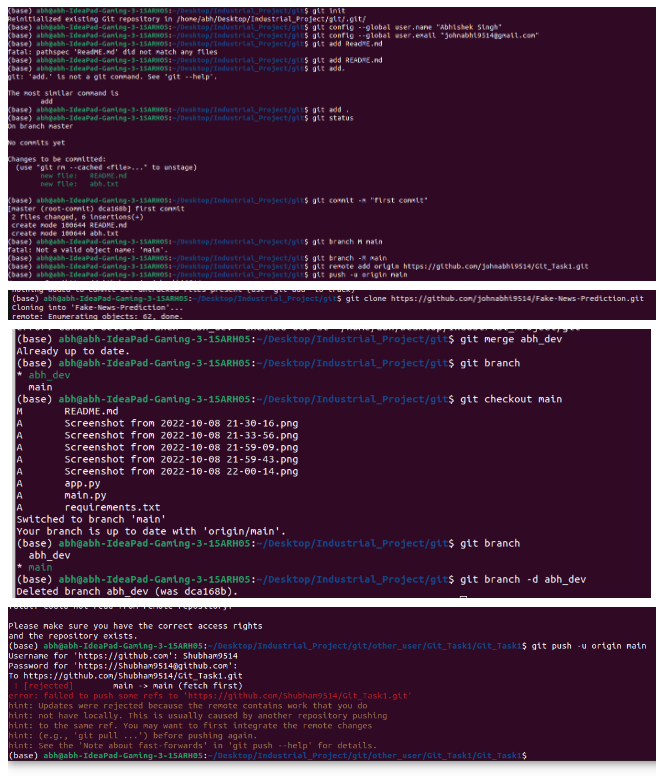 (base) abh@abh-IdeaPad-Gaming-3-15ARH05:~/Desktop/Industrial_Project/git$ git init
Reinitialized existing Git repository in /home/abh/Desktop/Industrial_Project/git/.git/
(base) abh@abh-IdeaPad-Gaming-3-15ARH05:~/Desktop/Industrial_Project/git$ git config --global user.name "Abhishek Singh"
(base) abh@abh-IdeaPad-Gaming-3-15ARH05:~/Desktop/Industrial_Project/git$ git config --global user.email "johnabhi9514@gmail.com"
(base) abh@abh-IdeaPad-Gaming-3-15ARH05:~/Desktop/Industrial_Project/git$ git add ReadME.md
fatal: pathspec 'ReadME.md' did not match any files
(base) abh@abh-IdeaPad-Gaming-3-15ARH05:~/Desktop/Industrial_Project/git$ git add README.md
(base) abh@abh-IdeaPad-Gaming-3-15ARH05:~/Desktop/Industrial_Project/git$ git add.
git: 'add.' is not a git command. See 'git --help'.
The most similar command is
add
(base) abh@abh-IdeaPad-Gaming-3-15ARH05:~/Desktop/Industrial_Project/git$ git add .
(base) abh@abh-IdeaPad-Gaming-3-15ARH05:~/Desktop/Industrial_Project/git$ git status
On branch master
No commits yet
Changes to be committed:
(use "git rm --cached <file>..." to unstage)
new file: README.md
new file: abh.txt
(base) abh@abh-IdeaPad-Gaming-3-15ARH05:~/Desktop/Industrial_Project/git$ git commit -m "first commit"
[master (root-commit) dca168b] first commit
2 files changed, 6 insertions(+)
create mode 100644 README.md
create mode 100644 abh.txt
(base) abh@abh-IdeaPad-Gaming-3-15ARH05:~/Desktop/Industrial_Project/git$ git branch M main
fatal: Not a valid object name: 'main'.
(base) abh@abh-IdeaPad-Gaming-3-15ARH05:~/Desktop/Industrial_Project/git$ git branch -M main
(base) abh@abh-IdeaPad-Gaming-3-15ARH05:~/Desktop/Industrial_Project/git$ git remote add origin https://github.com/johnabhi9514/Git_Task1.git
(base) abh@abh-IdeaPad-Gaming-3-15ARH05:~/Desktop/Industrial_Project/git$ git push -u origin main
nothing added to commit but untracked files present (use "git add" to track)
(base) abh@abh-IdeaPad-Gaming-3-15ARH05:~/Desktop/Industrial_Project/git$ git clone https://github.com/johnabhi9514/Fake-News-Prediction.git
Cloning into 'Fake-News-Prediction'...
remote: Enumerating objects: 62, done.
(base) abh@abh-IdeaPad-Gaming-3-15ARH05:~/Desktop/Industrial_Project/git$ git merge abh_dev
Already up to date.
(base) abh@abh-IdeaPad-Gaming-3-15ARH05:~/Desktop/Industrial_Project/git$ git branch
* abh_dev
main
(base) abh@abh-IdeaPad-Gaming-3-15ARH05:~/Desktop/Industrial_Project/git$ git checkout main
M README.md
A Screenshot from 2022-10-08 21-30-16.png
A Screenshot from 2022-10-08 21-33-56.png
A Screenshot from 2022-10-08 21-59-09.png
A Screenshot from 2022-10-08 21-59-43.png
A Screenshot from 2022-10-08 22-00-14.png
A app.py
A main.py
A requirements.txt
Switched to branch 'main'
Your branch is up to date with 'origin/main'.
(base) abh@abh-IdeaPad-Gaming-3-15ARH05:~/Desktop/Industrial_Project/git$ git branch
abh_dev
* main
(base) abh@abh-IdeaPad-Gaming-3-15ARH05:~/Desktop/Industrial_Project/git$ git branch -d abh_dev
Deleted branch abh_dev (was dca168b).
fatal: Could not read from remote repository.
Please make sure you have the correct access rights
and the repository exists.
(base) abh@abh-IdeaPad-Gaming-3-15ARH05:~/Desktop/Industrial_Project/git/other_user/Git_Task1/Git_Task1$ git push -u origin main
Username for 'https://github.com': Shubham9514
Password for 'https://Shubham9514@github.com':
To https://github.com/Shubham9514/Git_Task1.git
! [rejected] main -> main (fetch first)
error: failed to push some refs to 'https://github.com/Shubham9514/Git_Task1.git'
hint: Updates were rejected because the remote contains work that you do
hint: not have locally. This is usually caused by another repository pushing
hint: to the same ref. You may want to first integrate the remote changes
hint: (e.g., 'git pull ...') before pushing again.
hint: See the 'Note about fast-forwards' in 'git push --help' for details.
(base) abh@abh-IdeaPad-Gaming-3-15ARH05:~/Desktop/Industrial_Project/git/other_user/Git_Task1/Git_Task1$